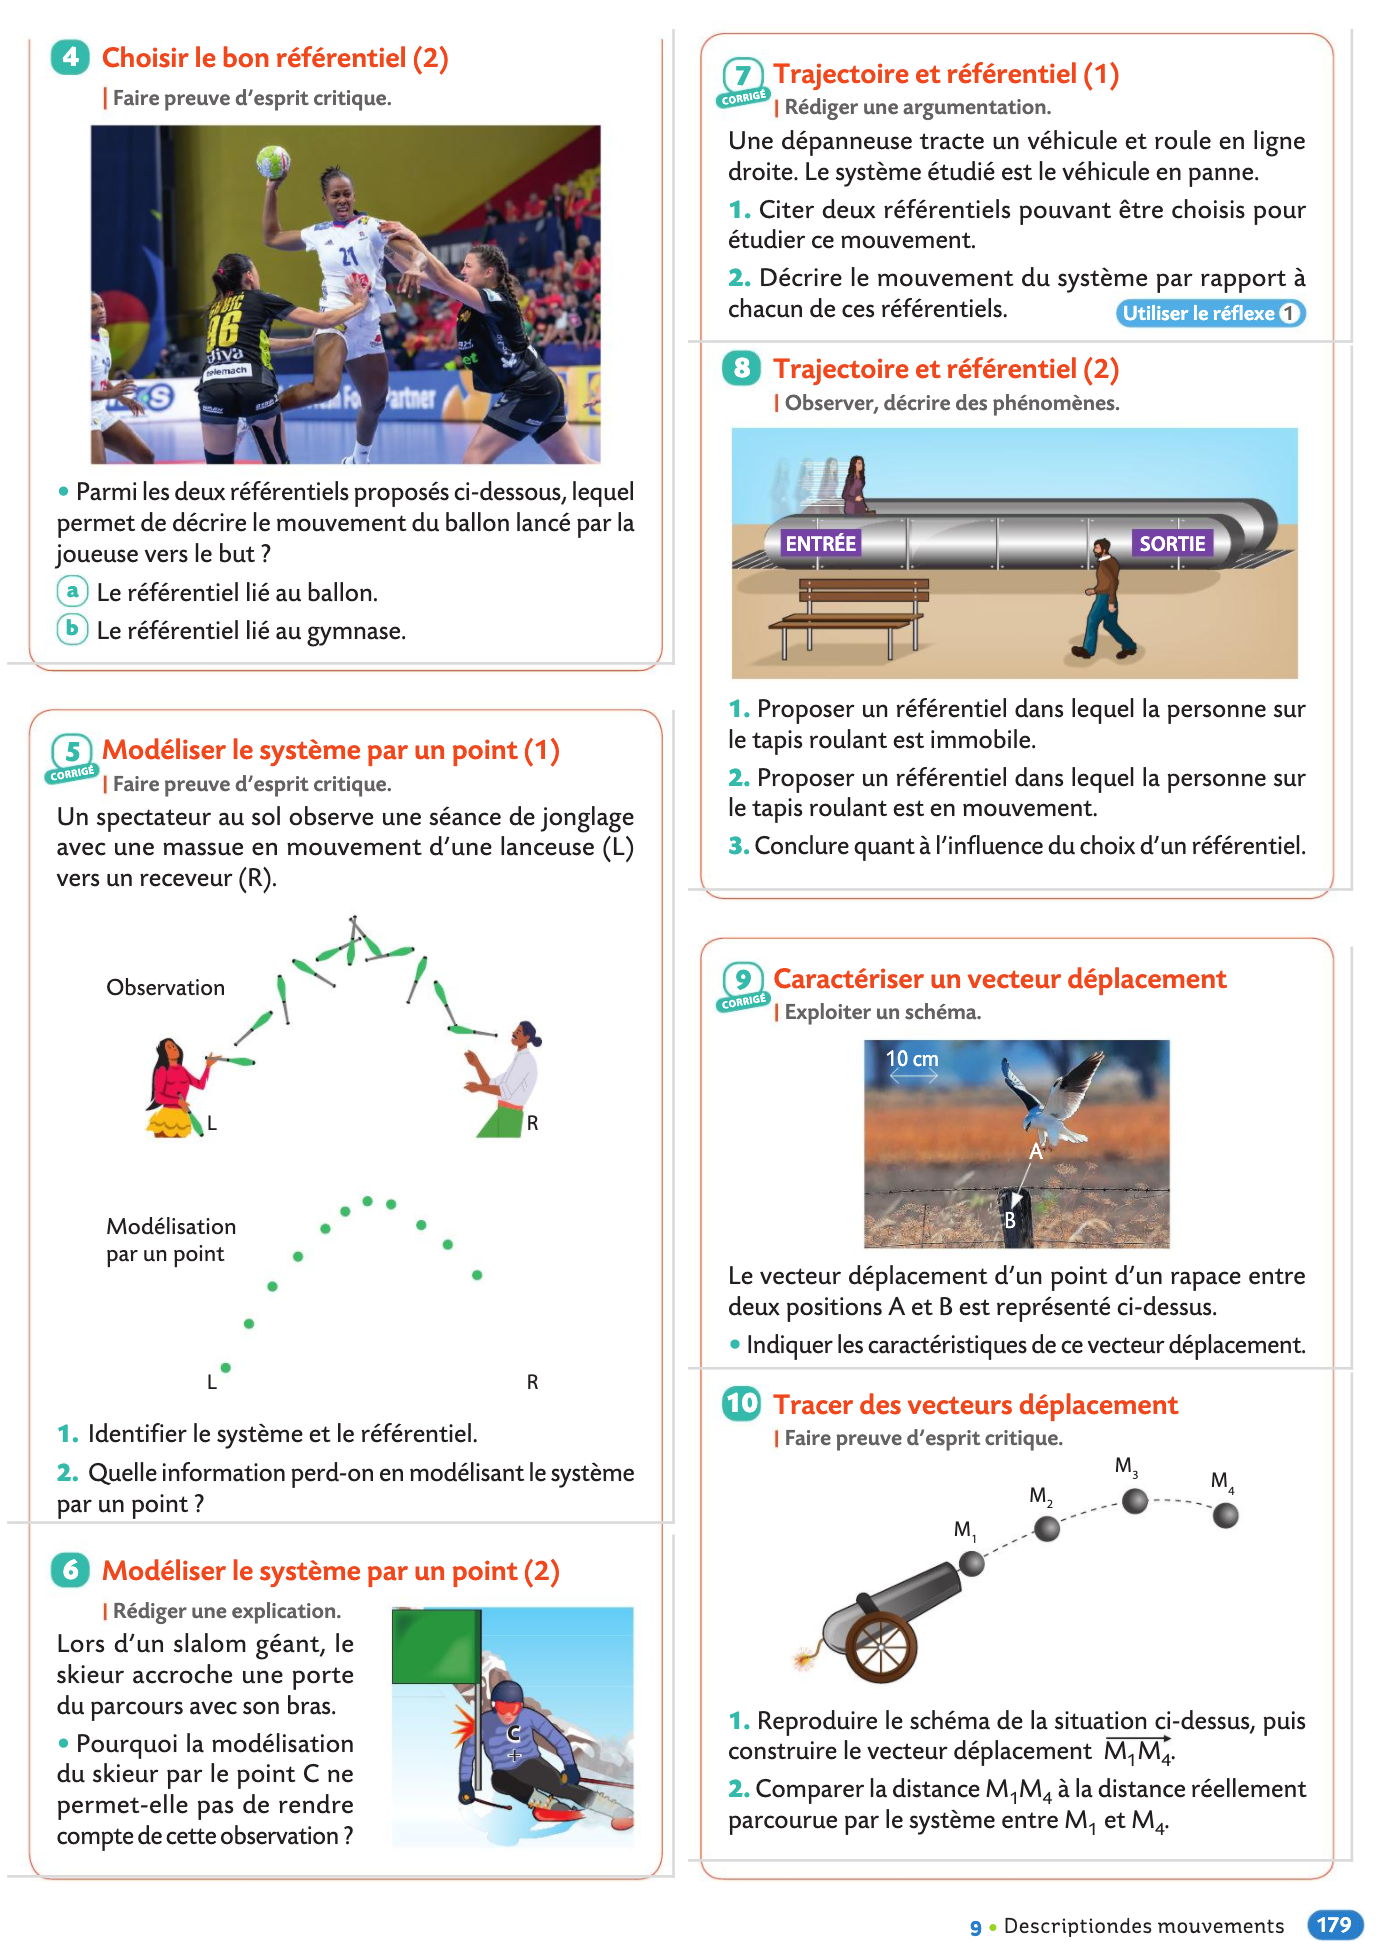 4 Choisir le bon référentiel (2)
| Faire preuve d'esprit critique.
21
96
diva
telemach
• Parmi les deux référentiels proposés ci-dessous, lequel
permet de décrire le mouvement du ballon lancé par la
joueuse vers le but ?
a Le référentiel lié au ballon.
b Le référentiel lié au gymnase.
5 CORRIGÉ Modéliser le système par un point (1)
| Faire preuve d'esprit critique.
Un spectateur au sol observe une séance de jonglage
avec une massue en mouvement d'une lanceuse (L)
vers un receveur (R).
Observation
L R
Modélisation
par un point
L R
1. Identifier le système et le référentiel.
2. Quelle information perd-on en modélisant le système
par un point ?
6 Modéliser le système par un point (2)
| Rédiger une explication.
Lors d'un slalom géant, le
skieur accroche une porte
du parcours avec son bras.
• Pourquoi la modélisation
du skieur par le point C ne
permet-elle pas de rendre
compte de cette observation ?
C
+
7 CORRIGÉ Trajectoire et référentiel (1)
| Rédiger une argumentation.
Une dépanneuse tracte un véhicule et roule en ligne
droite. Le système étudié est le véhicule en panne.
1. Citer deux référentiels pouvant être choisis pour
étudier ce mouvement.
2. Décrire le mouvement du système par rapport à
chacun de ces référentiels. Utiliser le réflexe 1
8 Trajectoire et référentiel (2)
| Observer, décrire des phénomènes.
ENTRÉE SORTIE
1. Proposer un référentiel dans lequel la personne sur
le tapis roulant est immobile.
2. Proposer un référentiel dans lequel la personne sur
le tapis roulant est en mouvement.
3. Conclure quant à l'influence du choix d'un référentiel.
9 CORRIGÉ Caractériser un vecteur déplacement
| Exploiter un schéma.
10 cm
A
B
Le vecteur déplacement d'un point d'un rapace entre
deux positions A et B est représenté ci-dessus.
• Indiquer les caractéristiques de ce vecteur déplacement.
10 Tracer des vecteurs déplacement
| Faire preuve d'esprit critique.
M₁ M₂ M₃ M₄
1. Reproduire le schéma de la situation ci-dessus, puis
construire le vecteur déplacement M₁M₄.
2. Comparer la distance M₁M₄ à la distance réellement
parcourue par le système entre M₁ et M₄.
9 • Descriptiondes mouvements 179